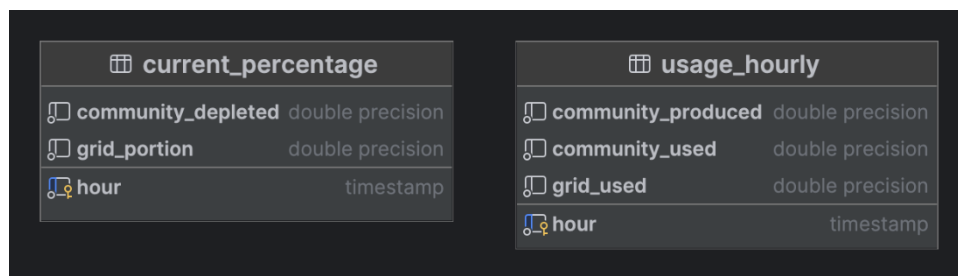 current_percentage
community_depleted double precision
grid_portion double precision
hour timestamp
usage_hourly
community_produced double precision
community_used double precision
grid_used double precision
hour timestamp